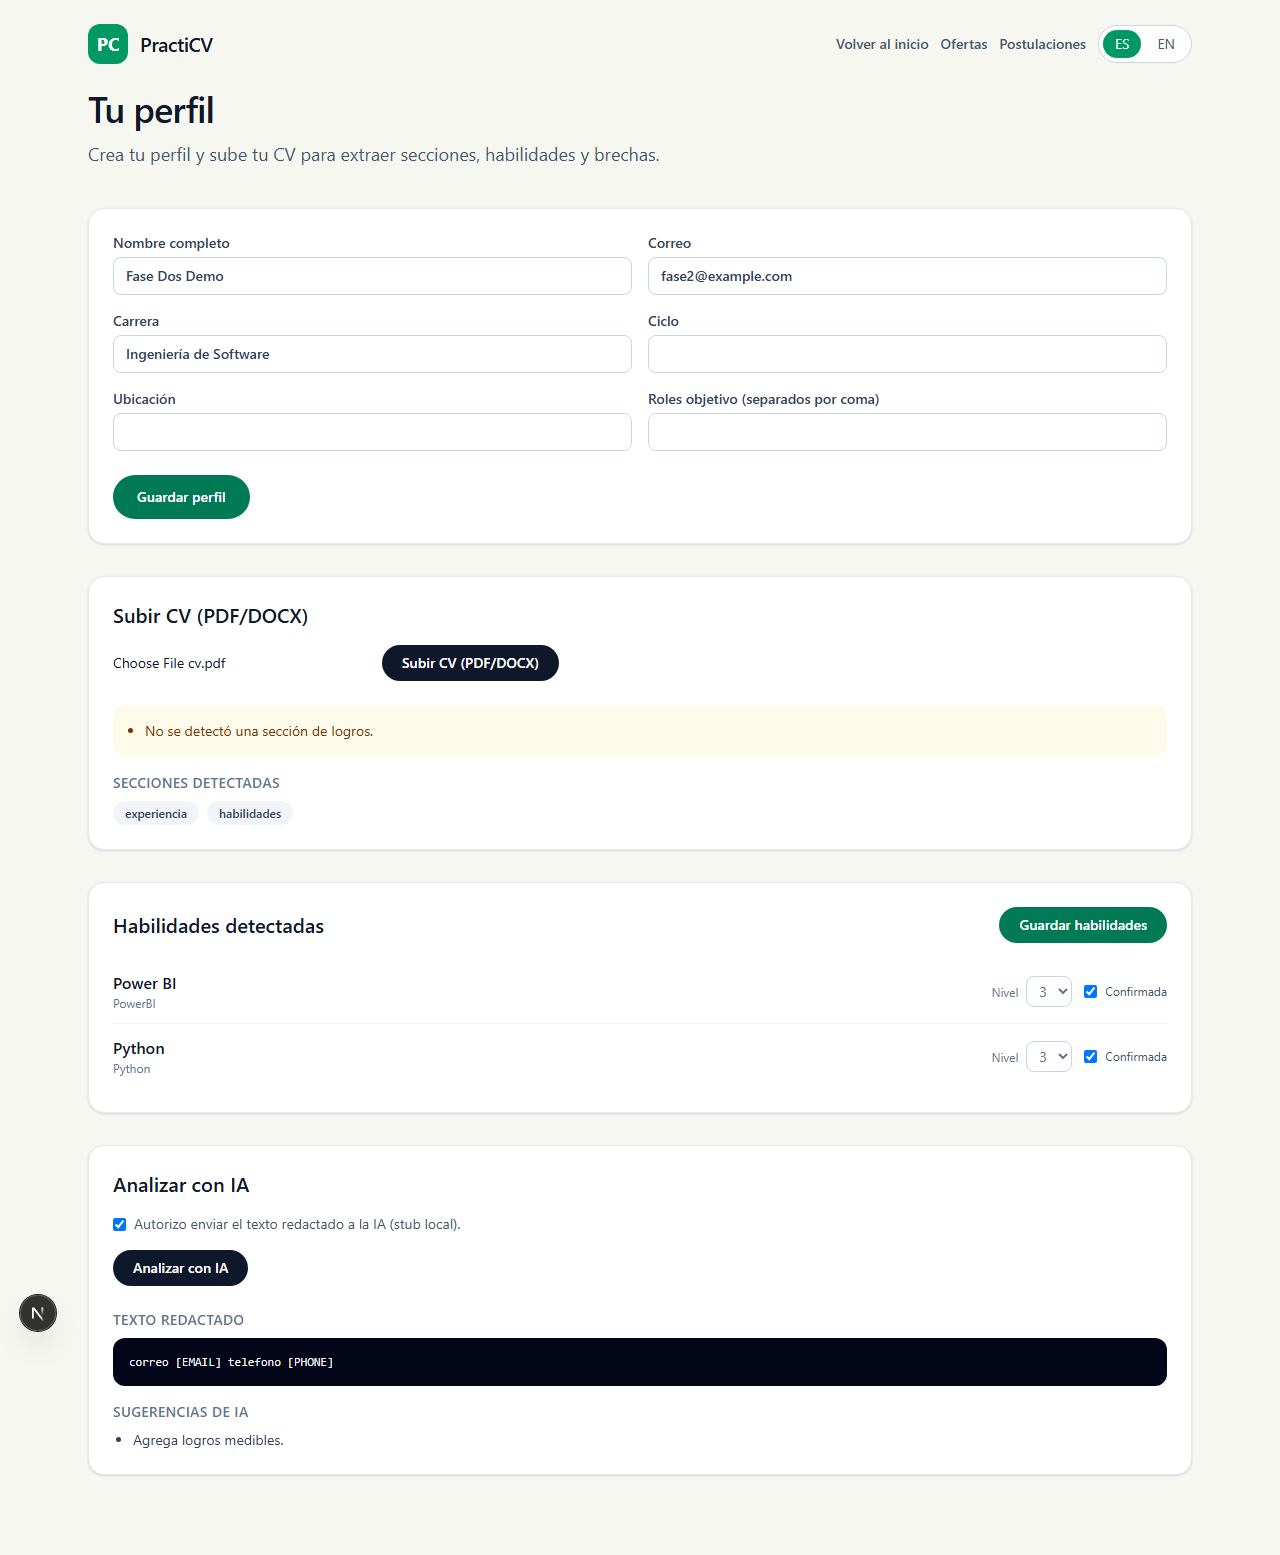 PC PractiCV
Volver al inicio Ofertas Postulaciones ES EN
Tu perfil
Crea tu perfil y sube tu CV para extraer secciones, habilidades y brechas.
Nombre completo
Fase Dos Demo
Correo
fase2@example.com
Carrera
Ingeniería de Software
Ciclo
Ubicación
Roles objetivo (separados por coma)
Guardar perfil
Subir CV (PDF/DOCX)
Choose File cv.pdf
Subir CV (PDF/DOCX)
No se detectó una sección de logros.
SECCIONES DETECTADAS
experiencia habilidades
Habilidades detectadas
Guardar habilidades
Power BI
PowerBI
Nivel 3 Confirmada
Python
Python
Nivel 3 Confirmada
Analizar con IA
Autorizo enviar el texto redactado a la IA (stub local).
Analizar con IA
N
TEXTO REDACTADO
correo [EMAIL] telefono [PHONE]
SUGERENCIAS DE IA
Agrega logros medibles.